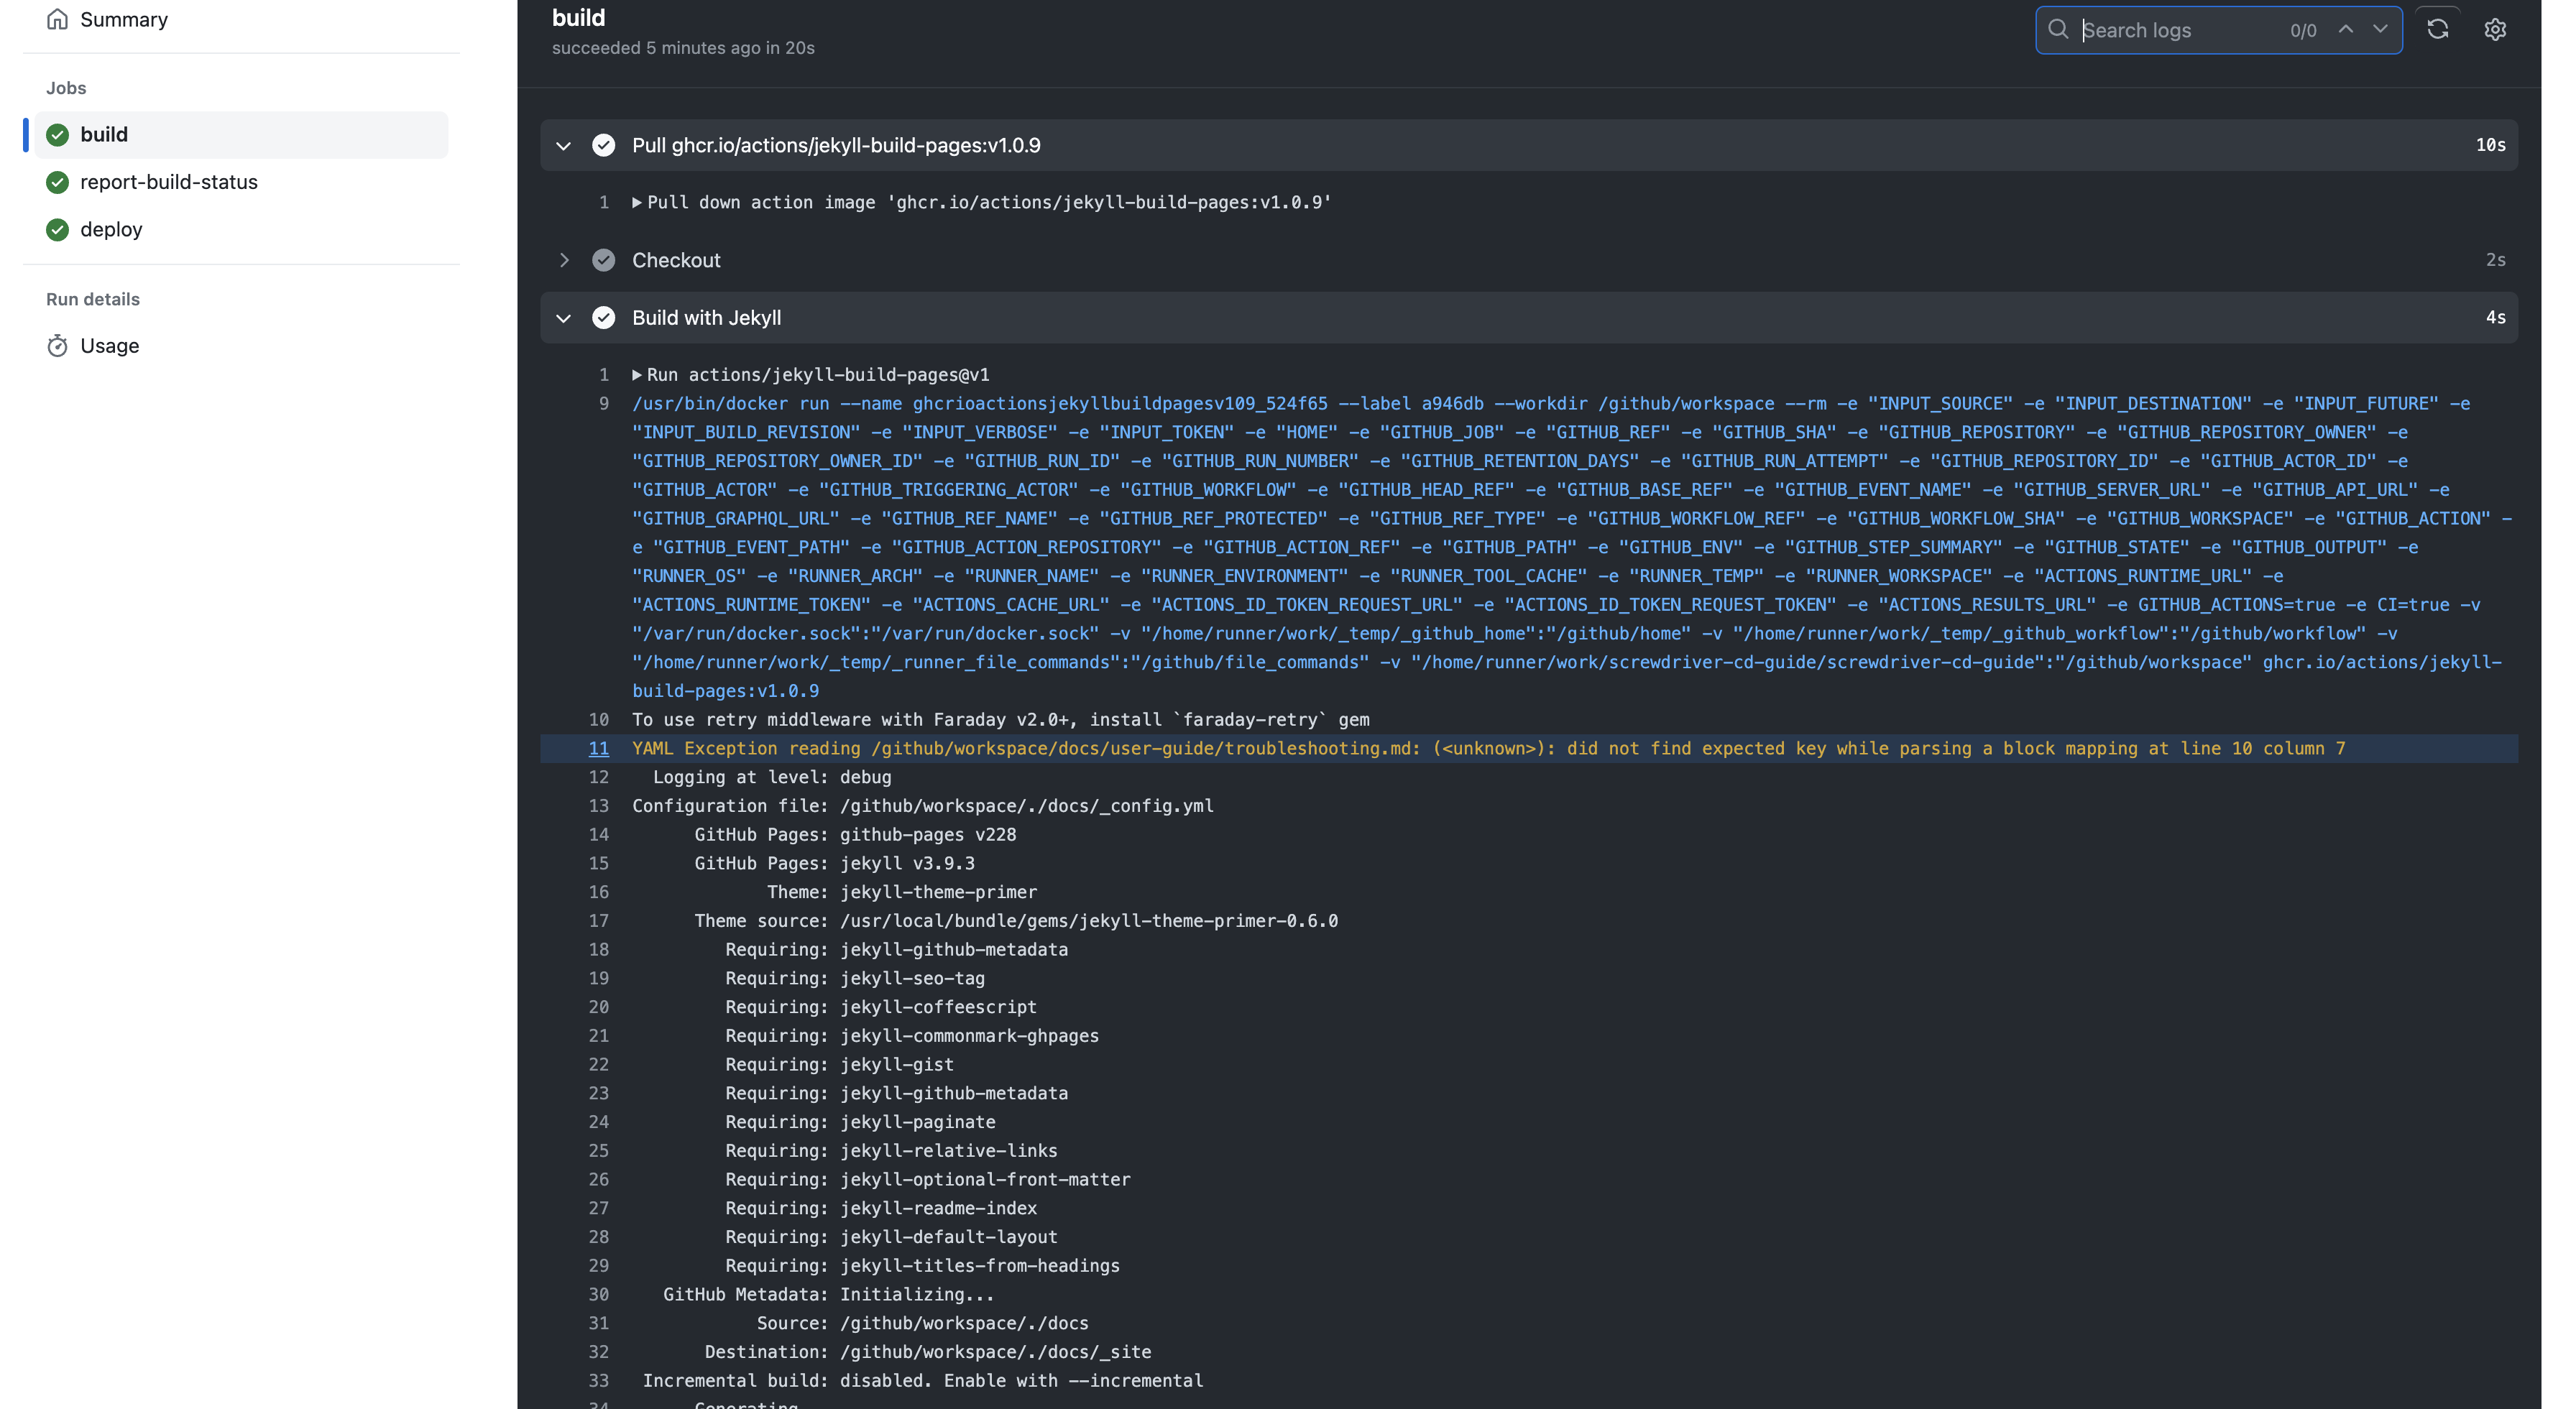 Summary
Jobs
build
report-build-status
deploy
Run details
Usage
build
succeeded 5 minutes ago in 20s
Search logs
0/0
Pull ghcr.io/actions/jekyll-build-pages:v1.0.9
10s
1 Pull down action image 'ghcr.io/actions/jekyll-build-pages:v1.0.9'
Checkout
2s
Build with Jekyll
4s
1 Run actions/jekyll-build-pages@v1
9 /usr/bin/docker run --name ghcrioactionsjekyllbuildpagesv109_524f65 --label a946db --workdir /github/workspace --rm -e "INPUT_SOURCE" -e "INPUT_DESTINATION" -e "INPUT_FUTURE" -e
"INPUT_BUILD_REVISION" -e "INPUT_VERBOSE" -e "INPUT_TOKEN" -e "HOME" -e "GITHUB_JOB" -e "GITHUB_REF" -e "GITHUB_SHA" -e "GITHUB_REPOSITORY" -e "GITHUB_REPOSITORY_OWNER" -e
"GITHUB_REPOSITORY_OWNER_ID" -e "GITHUB_RUN_ID" -e "GITHUB_RUN_NUMBER" -e "GITHUB_RETENTION_DAYS" -e "GITHUB_RUN_ATTEMPT" -e "GITHUB_REPOSITORY_ID" -e "GITHUB_ACTOR_ID" -e
"GITHUB_ACTOR" -e "GITHUB_TRIGGERING_ACTOR" -e "GITHUB_WORKFLOW" -e "GITHUB_HEAD_REF" -e "GITHUB_BASE_REF" -e "GITHUB_EVENT_NAME" -e "GITHUB_SERVER_URL" -e "GITHUB_API_URL" -e
"GITHUB_GRAPHQL_URL" -e "GITHUB_REF_NAME" -e "GITHUB_REF_PROTECTED" -e "GITHUB_REF_TYPE" -e "GITHUB_WORKFLOW_REF" -e "GITHUB_WORKFLOW_SHA" -e "GITHUB_WORKSPACE" -e "GITHUB_ACTION" -
e "GITHUB_EVENT_PATH" -e "GITHUB_ACTION_REPOSITORY" -e "GITHUB_ACTION_REF" -e "GITHUB_PATH" -e "GITHUB_ENV" -e "GITHUB_STEP_SUMMARY" -e "GITHUB_STATE" -e "GITHUB_OUTPUT" -e
"RUNNER_OS" -e "RUNNER_ARCH" -e "RUNNER_NAME" -e "RUNNER_ENVIRONMENT" -e "RUNNER_TOOL_CACHE" -e "RUNNER_TEMP" -e "RUNNER_WORKSPACE" -e "ACTIONS_RUNTIME_URL" -e
"ACTIONS_RUNTIME_TOKEN" -e "ACTIONS_CACHE_URL" -e "ACTIONS_ID_TOKEN_REQUEST_URL" -e "ACTIONS_ID_TOKEN_REQUEST_TOKEN" -e "ACTIONS_RESULTS_URL" -e GITHUB_ACTIONS=true -e CI=true -v
"/var/run/docker.sock":"/var/run/docker.sock" -v "/home/runner/work/_temp/_github_home":"/github/home" -v "/home/runner/work/_temp/_github_workflow":"/github/workflow" -v
"/home/runner/work/_temp/_runner_file_commands":"/github/file_commands" -v "/home/runner/work/screwdriver-cd-guide/screwdriver-cd-guide":"/github/workspace" ghcr.io/actions/jekyll-
build-pages:v1.0.9
10 To use retry middleware with Faraday v2.0+, install `faraday-retry` gem
11 YAML Exception reading /github/workspace/docs/user-guide/troubleshooting.md: (<unknown>): did not find expected key while parsing a block mapping at line 10 column 7
12 Logging at level: debug
13 Configuration file: /github/workspace/./docs/_config.yml
14 GitHub Pages: github-pages v228
15 GitHub Pages: jekyll v3.9.3
16 Theme: jekyll-theme-primer
17 Theme source: /usr/local/bundle/gems/jekyll-theme-primer-0.6.0
18 Requiring: jekyll-github-metadata
19 Requiring: jekyll-seo-tag
20 Requiring: jekyll-coffeescript
21 Requiring: jekyll-commonmark-ghpages
22 Requiring: jekyll-gist
23 Requiring: jekyll-github-metadata
24 Requiring: jekyll-paginate
25 Requiring: jekyll-relative-links
26 Requiring: jekyll-optional-front-matter
27 Requiring: jekyll-readme-index
28 Requiring: jekyll-default-layout
29 Requiring: jekyll-titles-from-headings
30 GitHub Metadata: Initializing...
31 Source: /github/workspace/./docs
32 Destination: /github/workspace/./docs/_site
33 Incremental build: disabled. Enable with --incremental
34 Generating...